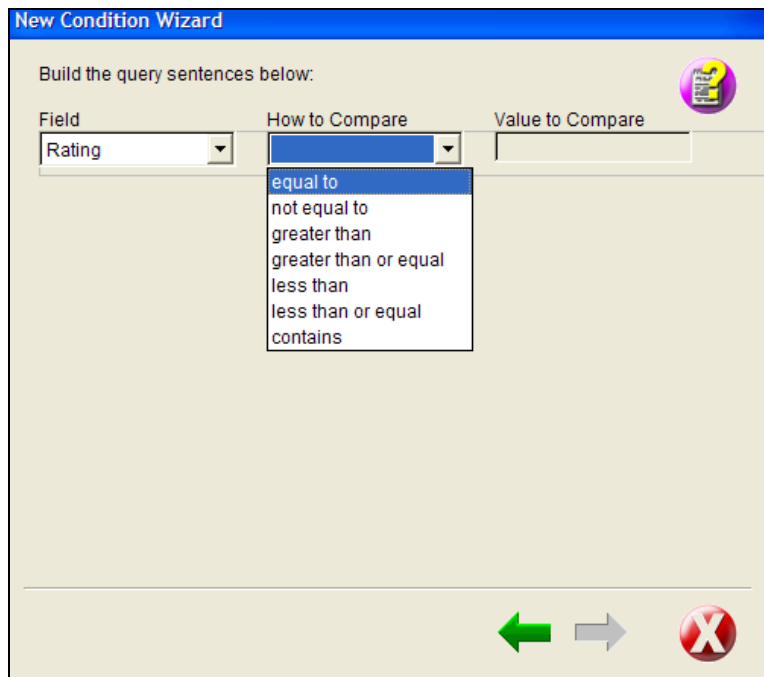 New Condition Wizard
Build the query sentences below:
Field How to Compare Value to Compare
Rating
equal to
not equal to
greater than
greater than or equal
less than
less than or equal
contains